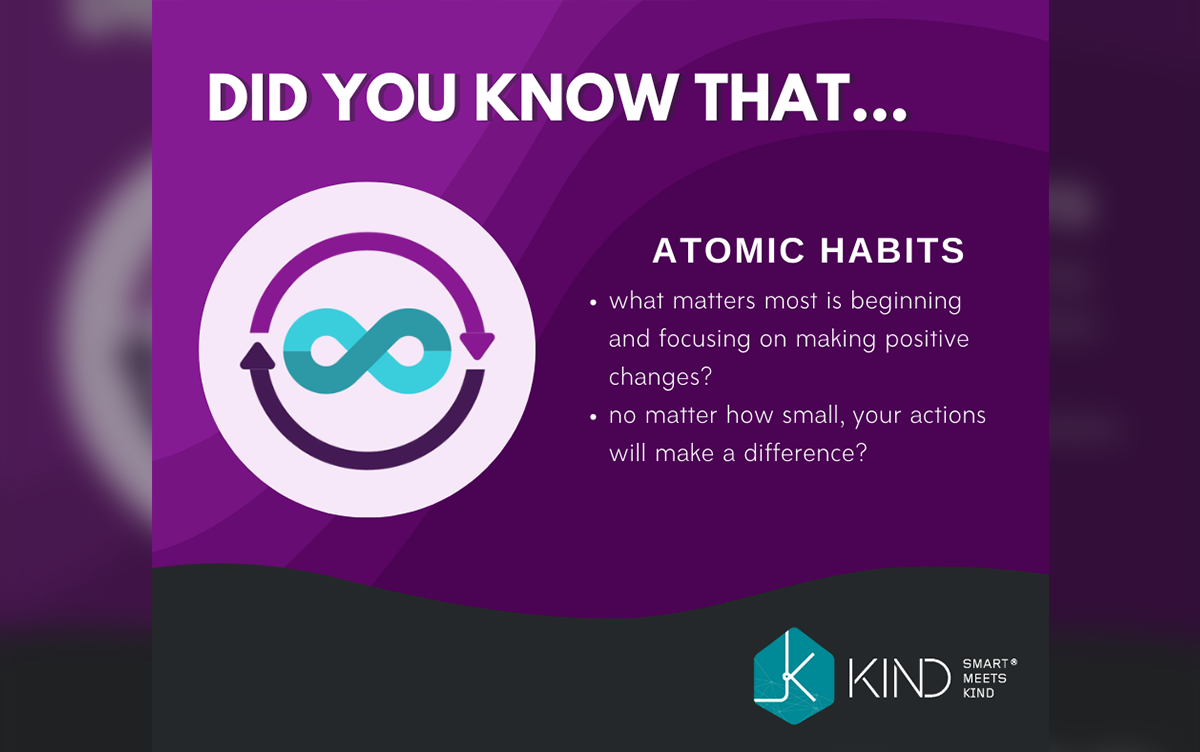 DID YOU KNOW THAT...
ATOMIC HABITS
• what matters most is beginning
and focusing on making positive
changes?
• no matter how small, your actions
will make a difference?
KIND
SMART®
MEETS
KIND